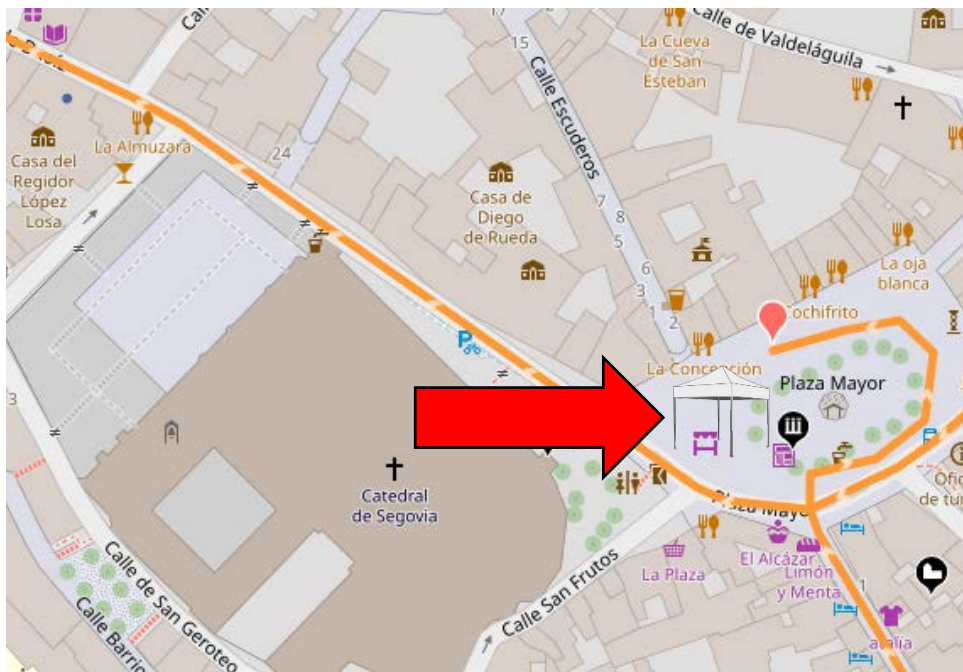 Calle de Valdeláguila
La Cueva
de San
Esteban
15
Calle Escuderos
La Almuzara
24
Casa del
Regidor
López
Losa
Casa de
Diego
de Rueda
7
8
5
6
3
1
2
La oja
blanca
Cochifrito
La Concepción
Plaza Mayor
3
P
Catedral
de Segovia
Plaza Mayor
La Plaza
El Alcázar
Limón
y Menta
1
Calle San Frutos
Calle de San Geroteo
Calle Barrio